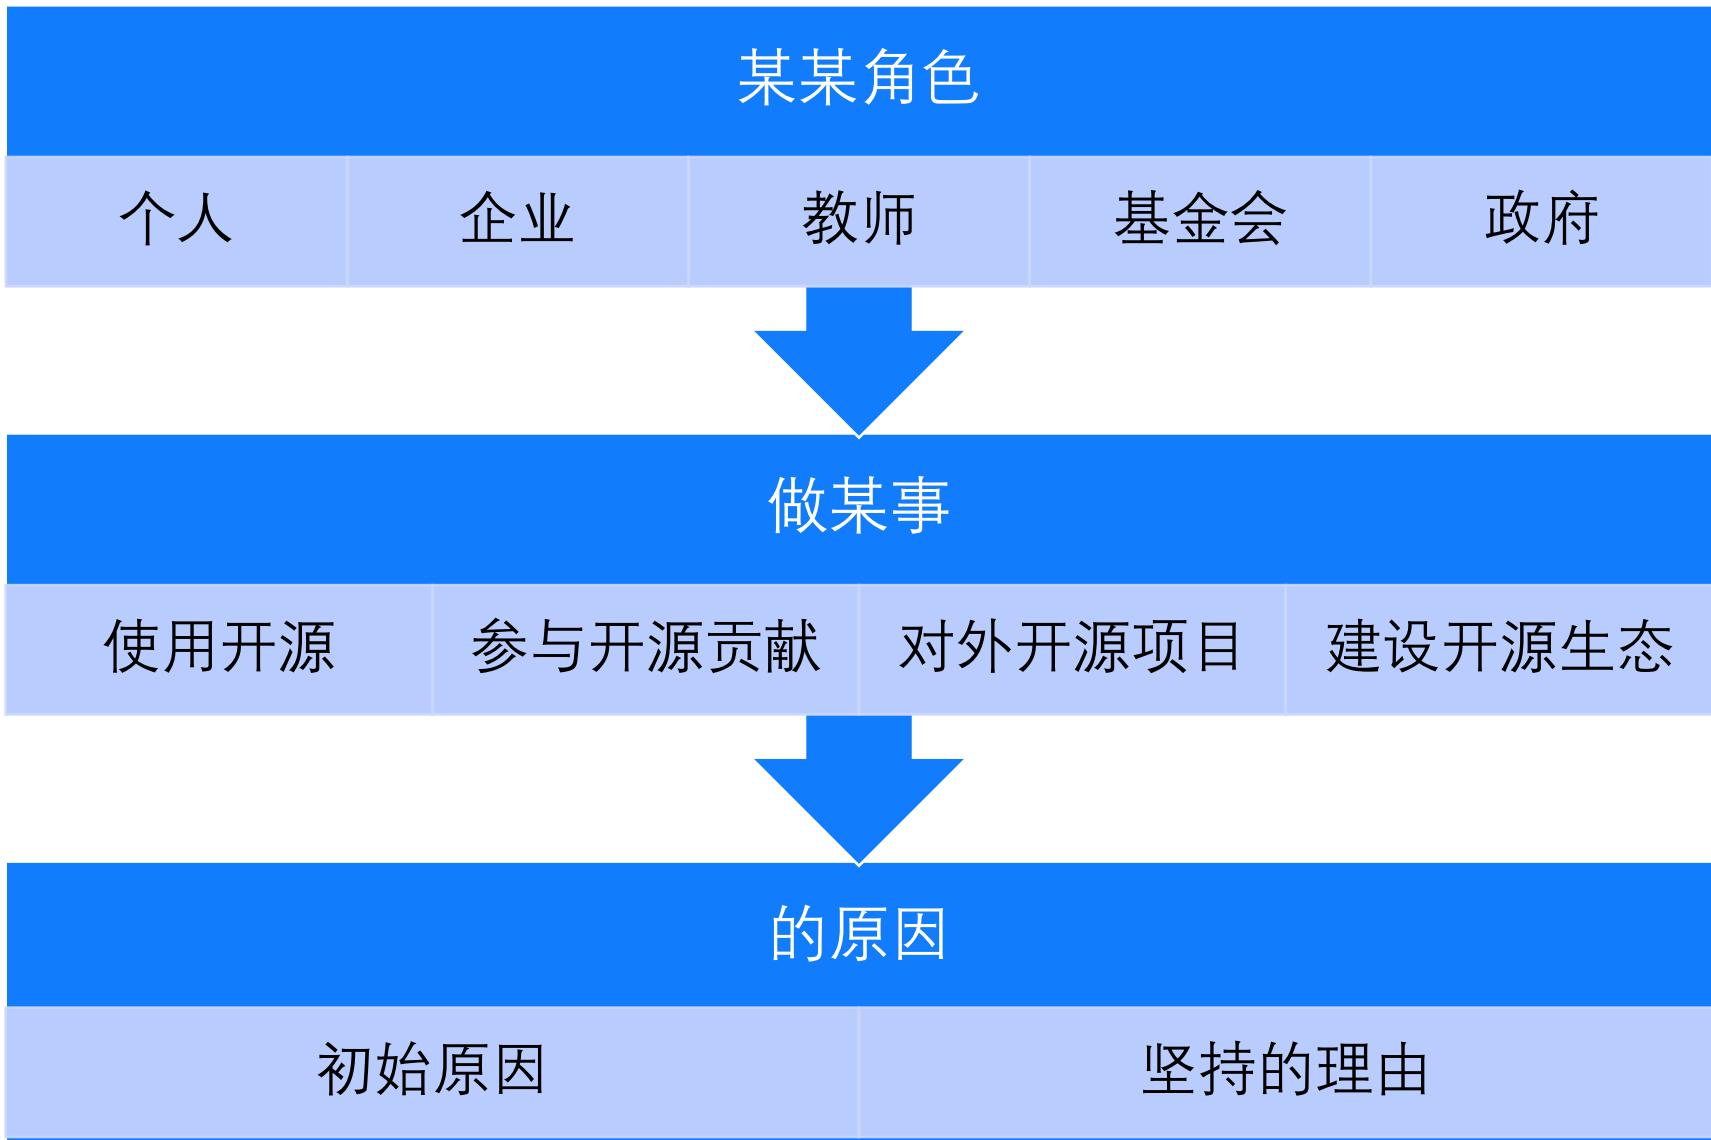 某某角色
个人 企业 教师 基金会 政府
做某事
使用开源 参与开源贡献 对外开源项目 建设开源生态
的原因
初始原因 坚持的理由